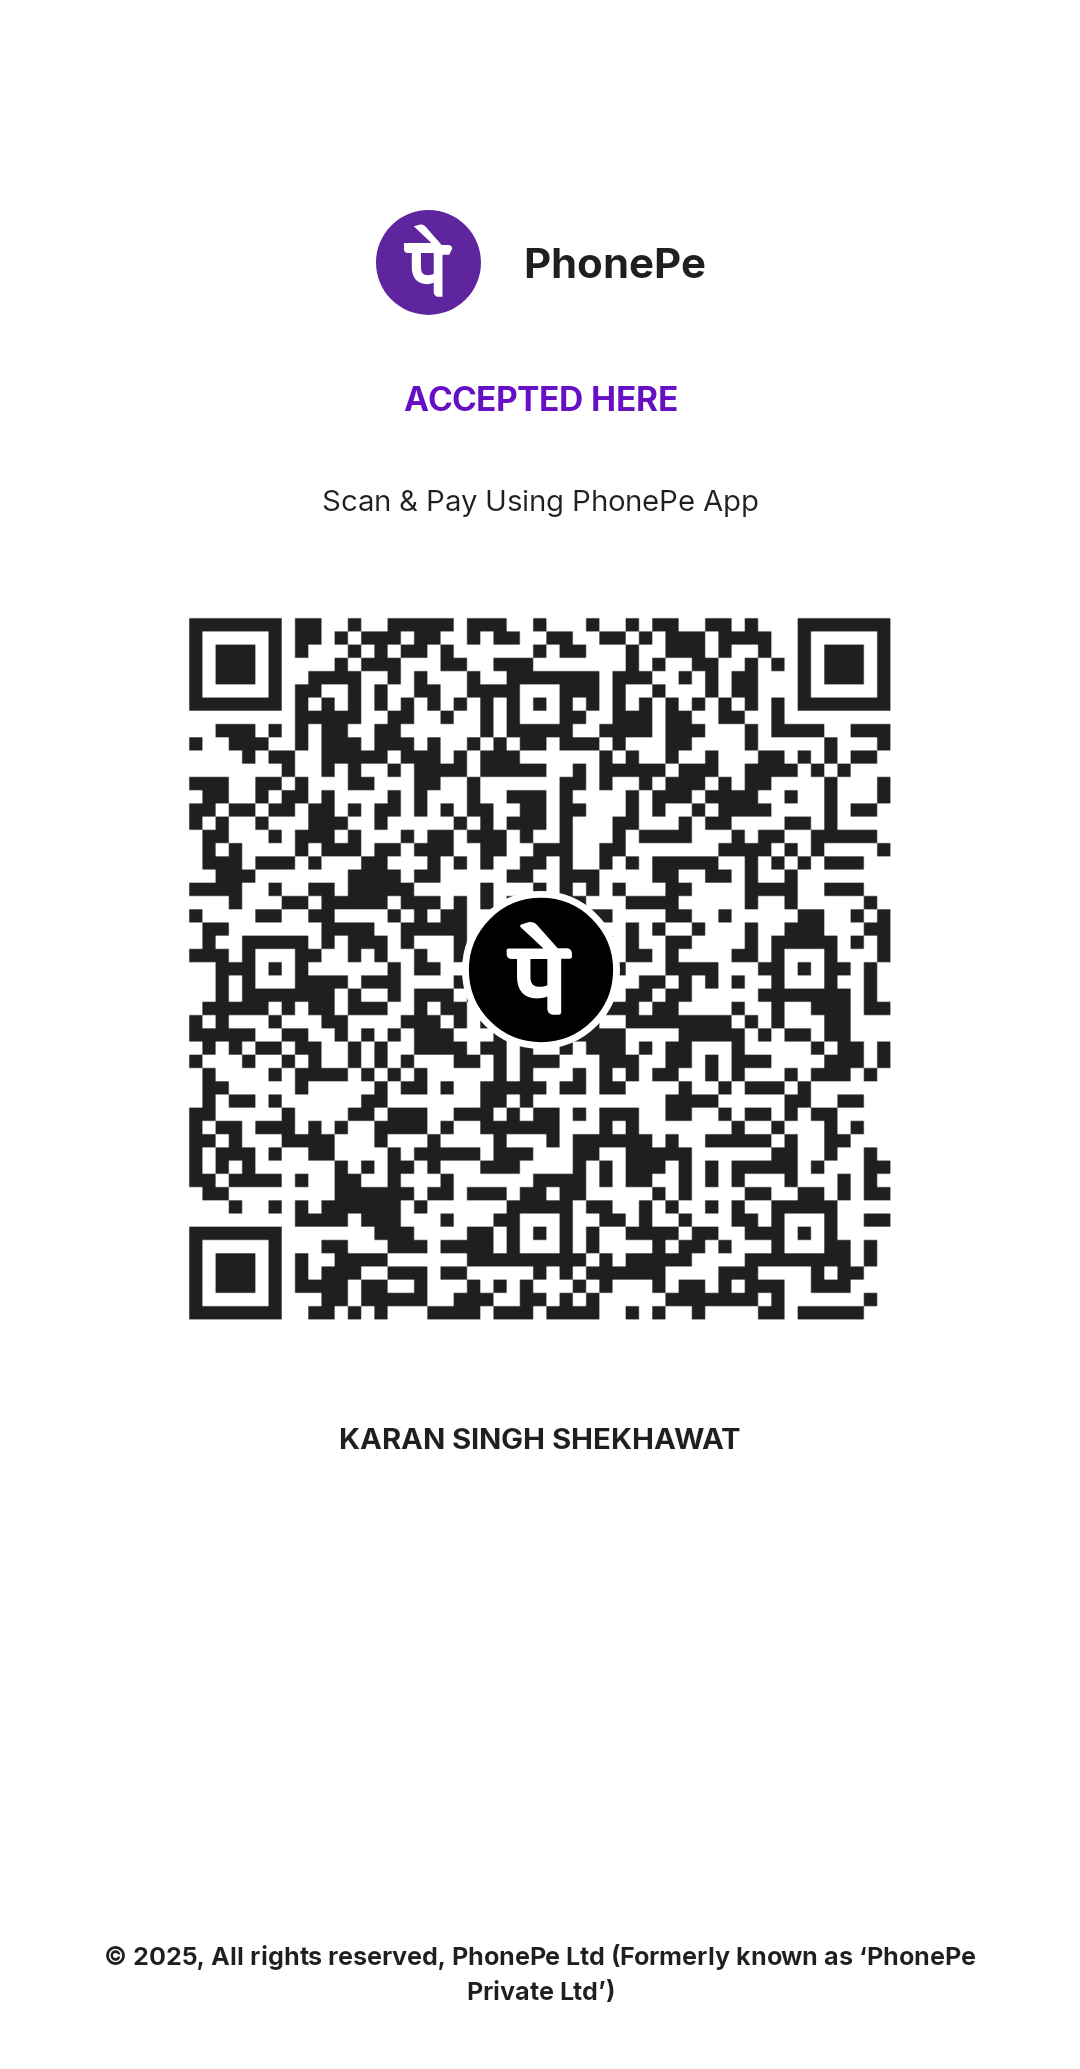 पे PhonePe
ACCEPTED HERE
Scan & Pay Using PhonePe App
पे
KARAN SINGH SHEKHAWAT
© 2025, All rights reserved, PhonePe Ltd (Formerly known as ‘PhonePe
Private Ltd’)